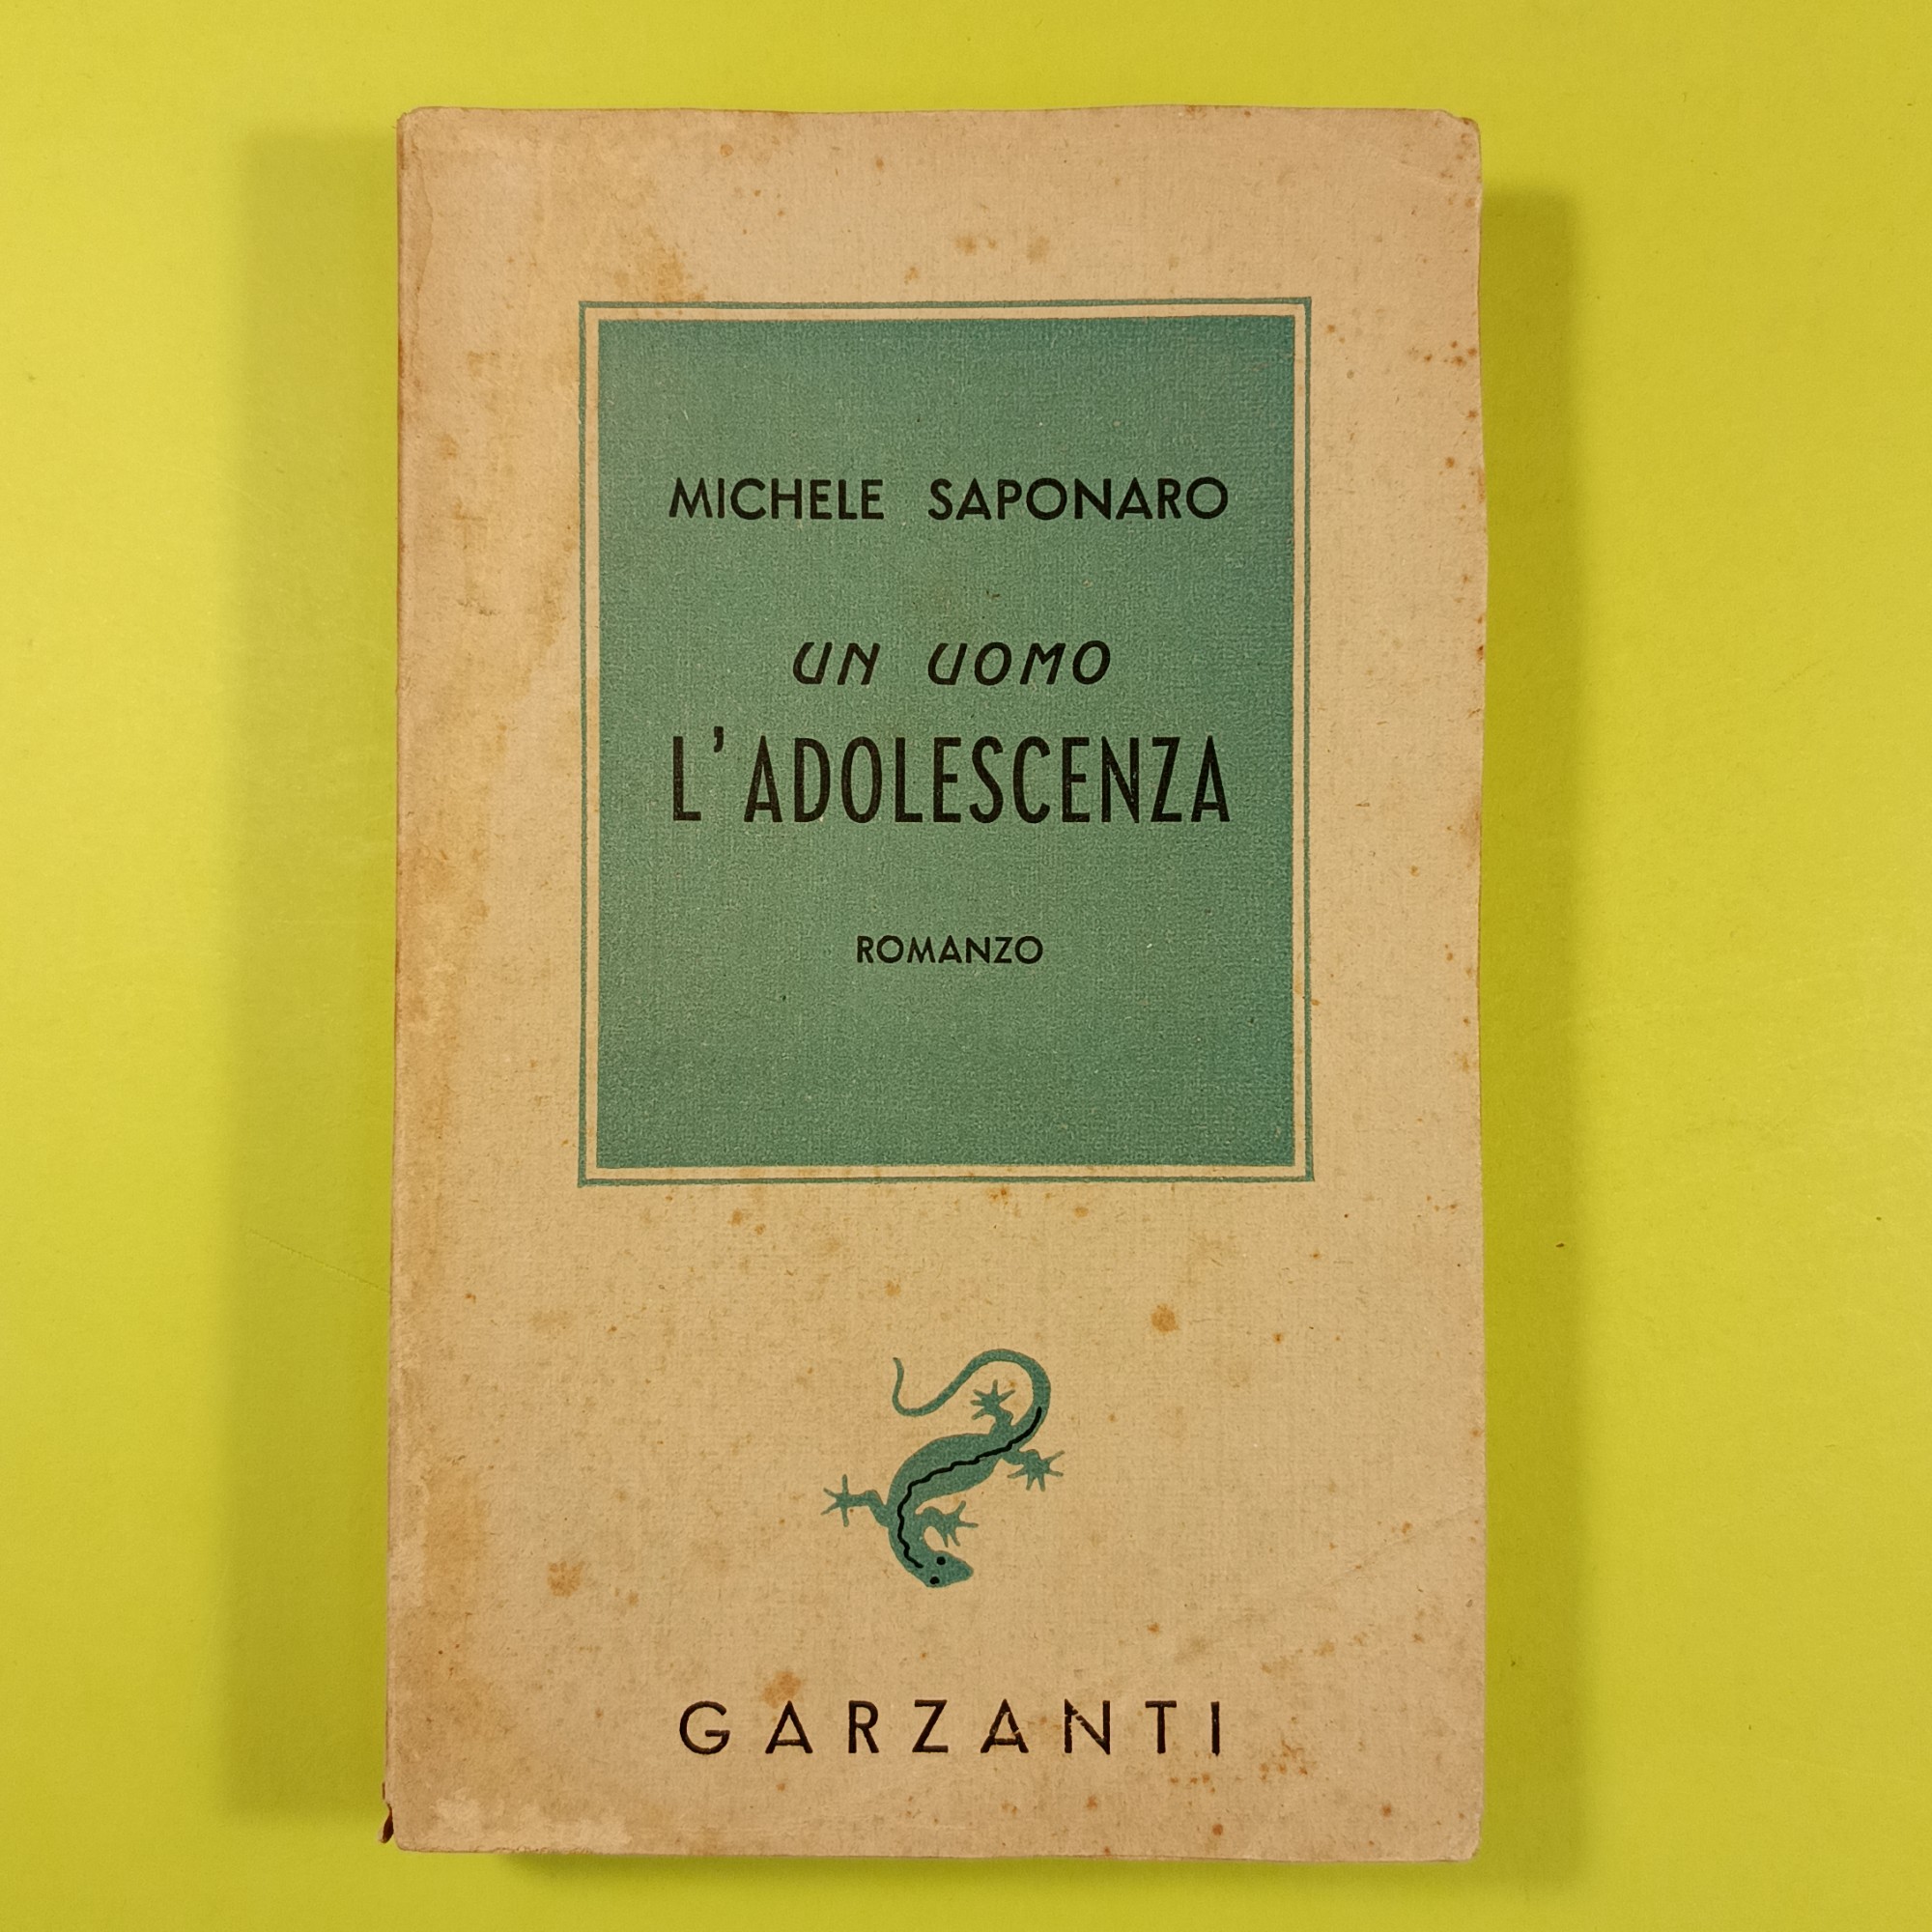 MICHELE SAPONARO
UN UOMO
L'ADOLESCENZA
ROMANZO
GARZANTI